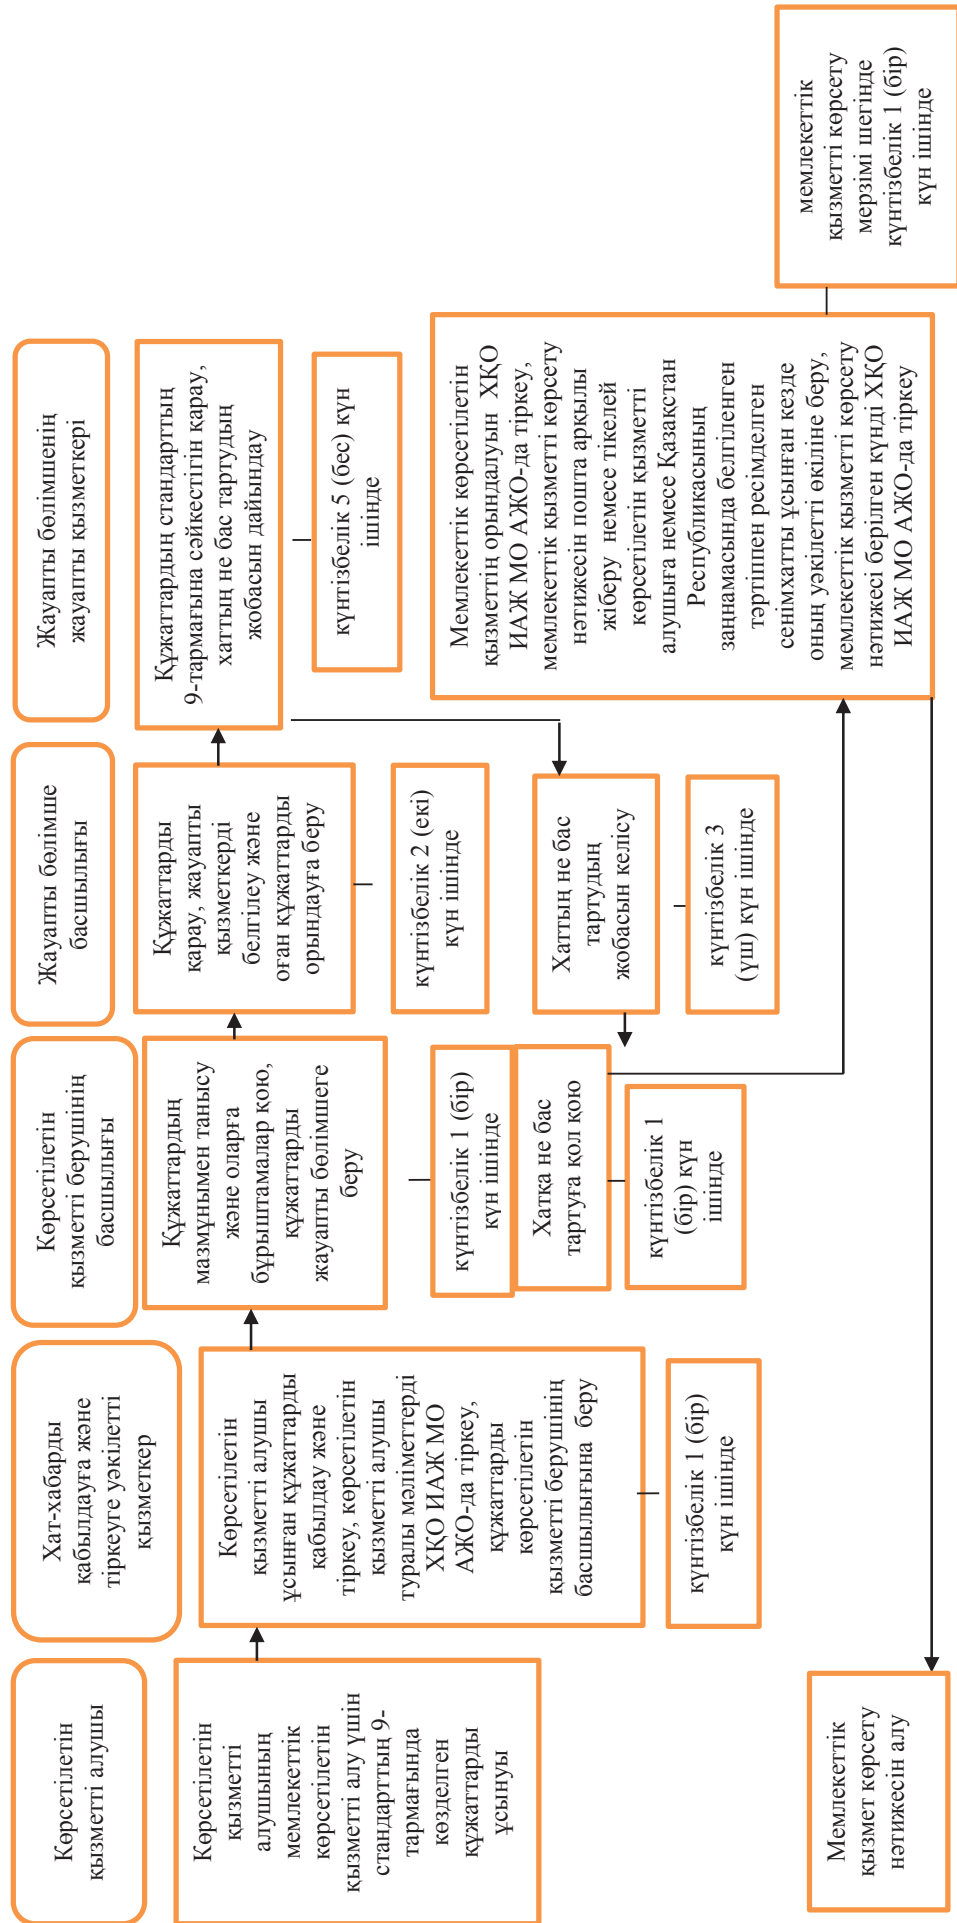 Көрсетілетін
қызметті алушы
Хат-хабарды
қабылдауға және
тіркеуге уәкілетті
қызметкер
Көрсетілетін
қызметті берушінің
басшылығы
Жауапты бөлімше
басшылығы
Жауапты бөлімшенің
жауапты қызметкері
Көрсетілетін
қызметті
алушының
мемлекеттік
көрсетілетін
қызметті алу үшін
стандарттың 9-
тармағында
көзделген
құжаттарды
ұсынуы
Көрсетілетін
қызметті алушы
ұсынған құжаттарды
қабылдау және
тіркеу, көрсетілетін
қызметті алушы
туралы мәліметтерді
ХҚО ИАЖ МО
АЖО-да тіркеу,
құжаттарды
көрсетілетін
қызметті берушінің
басшылығына беру
күнтізбелік 1 (бір)
күн ішінде
Құжаттардың
мазмұнымен танысу
және оларға
бұрыштамалар қою,
құжаттарды
жауапты бөлімшеге
беру
күнтізбелік 1 (бір)
күн ішінде
Құжаттарды
қарау, жауапты
қызметкерді
белгілеу және
оған құжаттарды
орындауға беру
күнтізбелік 2 (екі)
күн ішінде
Құжаттардың стандарттың
9-тармағына сәйкестігін қарау,
хаттың не бас тартудың
жобасын дайындау
күнтізбелік 5 (бес) күн
ішінде
Хаттың не бас
тартудың
жобасын келісу
күнтізбелік 3
(үш) күн ішінде
Хатқа не бас
тартуға қол қою
күнтізбелік 1
(бір) күн
ішінде
Мемлекеттік көрсетілетін
қызметтің орындалуын ХҚО
ИАЖ МО АЖО-да тіркеу,
мемлекеттік қызметті көрсету
нәтижесін пошта арқылы
жіберу немесе тікелей
көрсетілетін қызметті
алушыға немесе Қазақстан
Республикасының
заңнамасында белгіленген
тәртіппен ресімделген
сенімхатты ұсынған кезде
оның уәкілетті өкіліне беру,
мемлекеттік қызметті көрсету
нәтижесі берілген күнді ХҚО
ИАЖ МО АЖО-да тіркеу
мемлекеттік
қызметті көрсету
мерзімі шегінде
күнтізбелік 1 (бір)
күн ішінде
Мемлекеттік
қызмет көрсету
нәтижесін алу